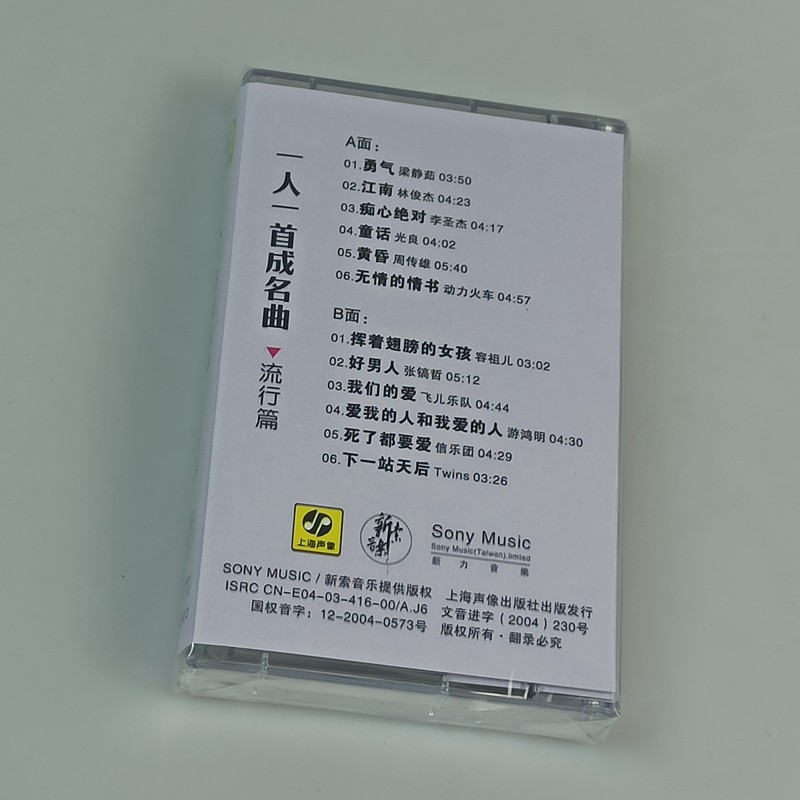 一人一首成名曲
流行篇
A面：
01.勇气 梁静茹 03:50
02.江南 林俊杰 04:23
03.痴心绝对 李圣杰 04:17
04.童话 光良 04:02
05.黄昏 周传雄 05:40
06.无情的情书 动力火车 04:57
B面：
01.挥着翅膀的女孩 容祖儿 03:02
02.好男人 张镐哲 05:12
03.我们的爱 飞儿乐队 04:44
04.爱我的人和我爱的人 游鸿明 04:30
05.死了都要爱 信乐团 04:29
06.下一站天后 Twins 03:26
上海声像
新索音乐
Sony Music
Sony Music(Taiwan).limited
新力音樂
SONY MUSIC / 新索音乐提供版权
ISRC CN-E04-03-416-00/A.J6
国权音字：12-2004-0573号
上海声像出版社出版发行
文音进字（2004）230号
版权所有·翻录必究